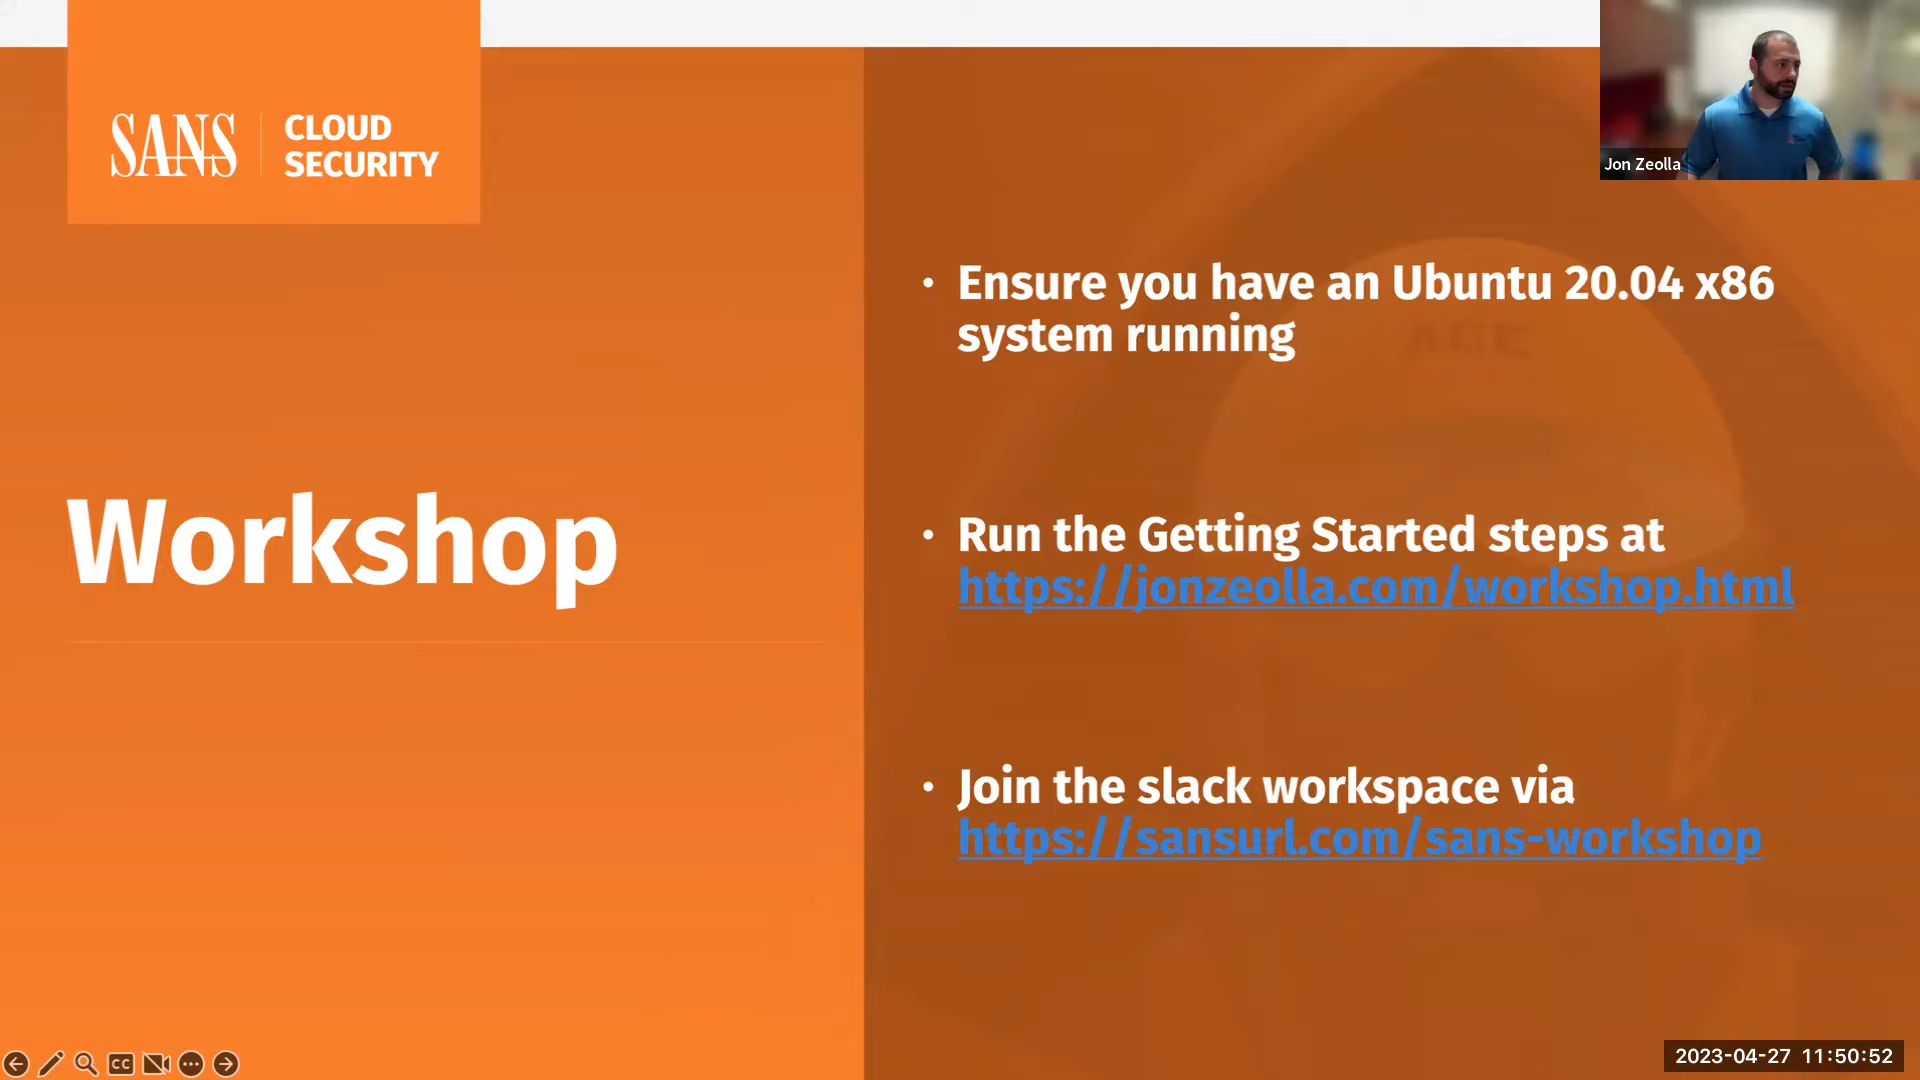 SANS
CLOUD
SECURITY
Jon Zeolla
Workshop
• Ensure you have an Ubuntu 20.04 x86
system running
• Run the Getting Started steps at
https://jonzeolla.com/workshop.html
• Join the slack workspace via
https://sansurl.com/sans-workshop
ACE
CC
2023-04-27 11:50:52